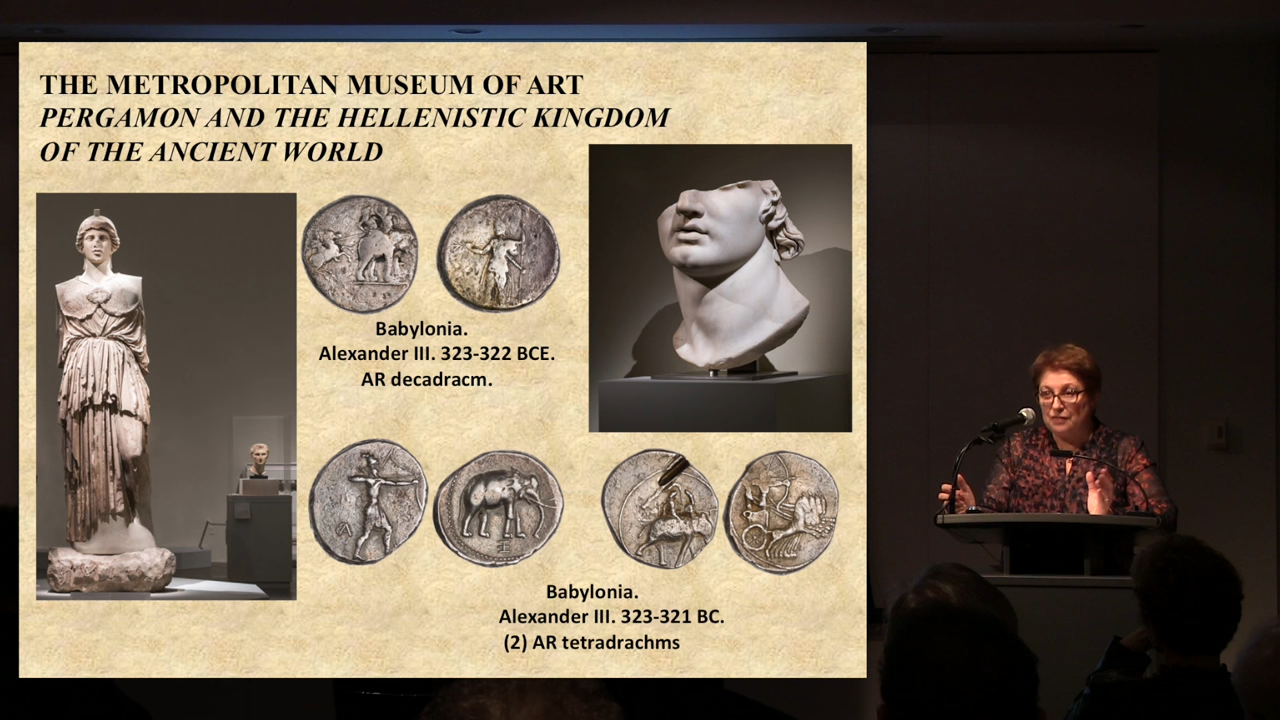 THE METROPOLITAN MUSEUM OF ART
PERGAMON AND THE HELLENISTIC KINGDOM
OF THE ANCIENT WORLD
Babylonia.
Alexander III. 323-322 BCE.
AR decadracm.
Babylonia.
Alexander III. 323-321 BC.
(2) AR tetradrachms